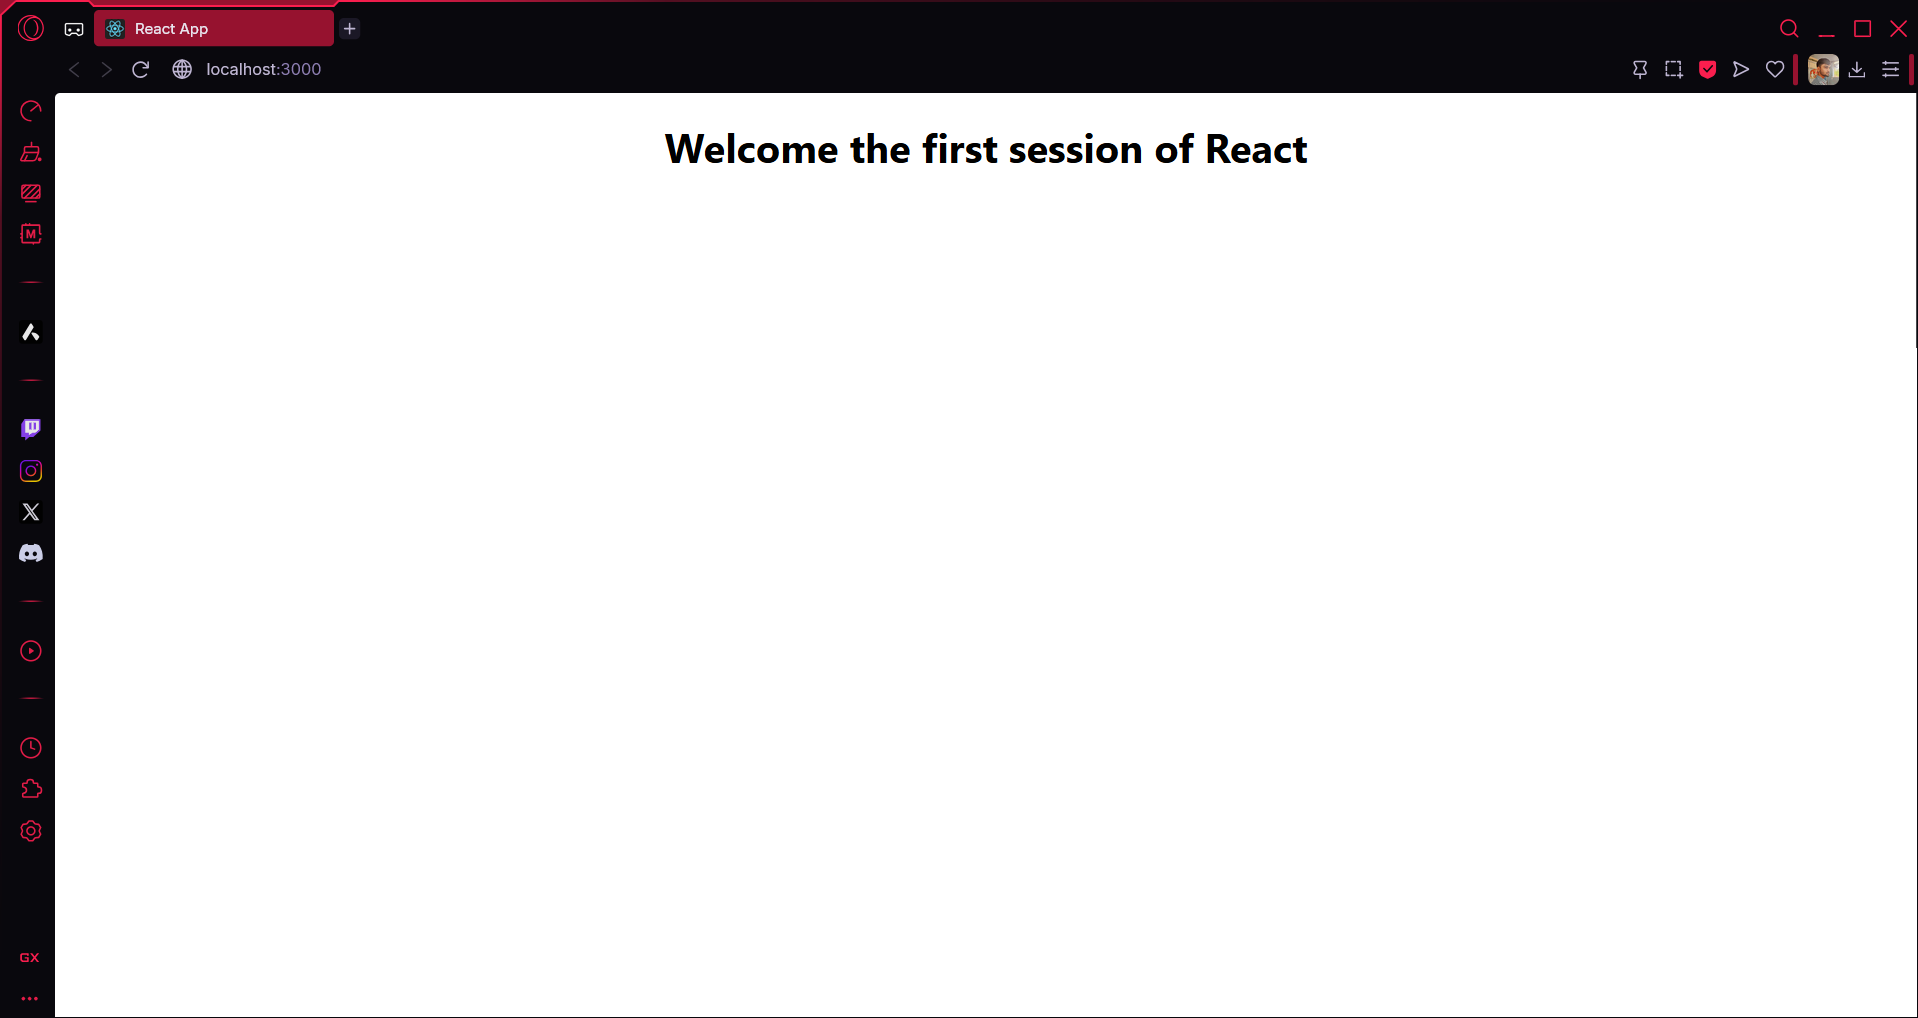 React App
localhost:3000
Welcome the first session of React
M
GX